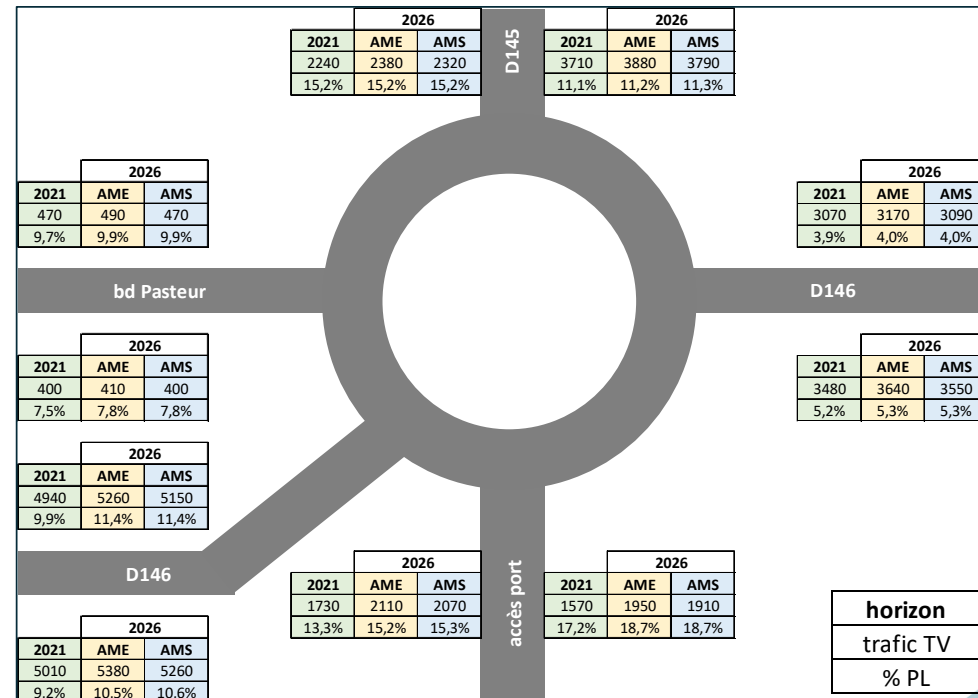 2026
2021 AME AMS
2240 2380 2320
15,2% 15,2% 15,2%
D145
2026
2021 AME AMS
3710 3880 3790
11,1% 11,2% 11,3%
2026
2021 AME AMS
470 490 470
9,7% 9,9% 9,9%
2026
2021 AME AMS
3070 3170 3090
3,9% 4,0% 4,0%
bd Pasteur
D146
2026
2021 AME AMS
400 410 400
7,5% 7,8% 7,8%
2026
2021 AME AMS
3480 3640 3550
5,2% 5,3% 5,3%
2026
2021 AME AMS
4940 5260 5150
9,9% 11,4% 11,4%
D146
2026
2021 AME AMS
1730 2110 2070
13,3% 15,2% 15,3%
accès port
2026
2021 AME AMS
1570 1950 1910
17,2% 18,7% 18,7%
2026
2021 AME AMS
5010 5380 5260
9,2% 10,5% 10,6%
horizon
trafic TV
% PL